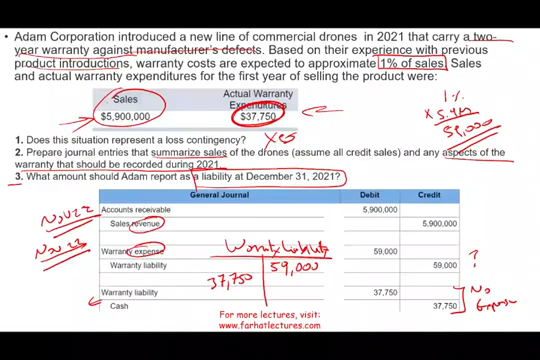 • Adam Corporation introduced a new line of commercial drones in 2021 that carry a two-
year warranty against manufacturer's defects. Based on their experience with previous
product introductions, warranty costs are expected to approximate 1% of sales. Sales
and actual warranty expenditures for the first year of selling the product were:
Sales
Actual Warranty
Expenditures
$5,900,000
$37,750
1%
× 5.9M
59,000
Yes
1. Does this situation represent a loss contingency?
2. Prepare journal entries that summarize sales of the drones (assume all credit sales) and any aspects of the
warranty that should be recorded during 2021.
3. What amount should Adam report as a liability at December 31, 2021?
General Journal Debit Credit
Accounts receivable 5,900,000
Sales revenue 5,900,000
Warranty expense 59,000
Warranty liability 59,000
Warranty liability 37,750
Cash 37,750
Nov 22
Nov 23
Warranty Liability
37,750 59,000
?
No
Expense
For more lectures, visit:
www.farhatlectures.com